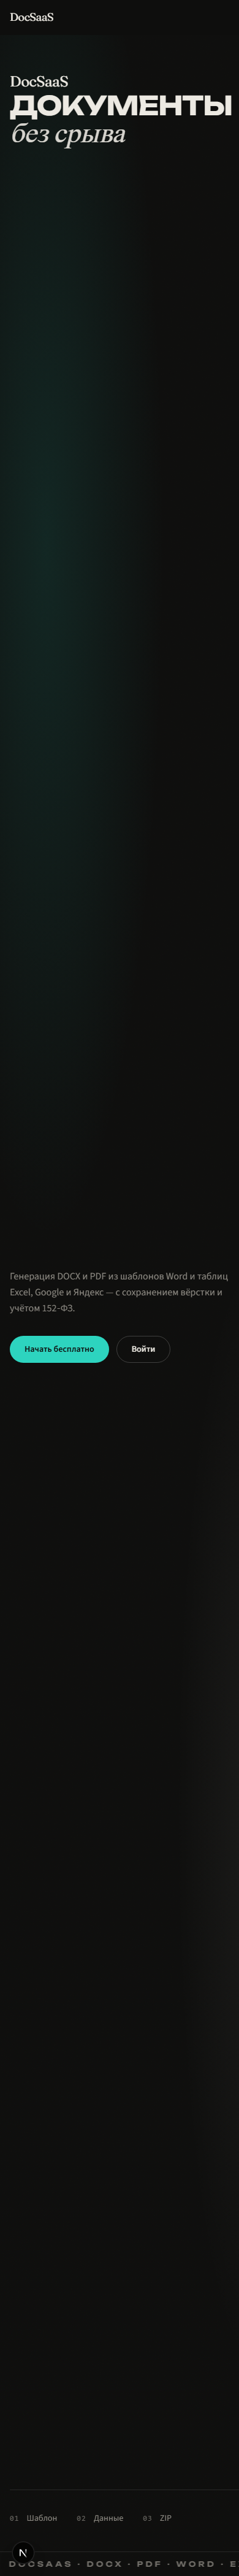 DocSaaS
DocSaaS
ДОКУМЕНТЫ
без срыва
Генерация DOCX и PDF из шаблонов Word и таблиц
Excel, Google и Яндекс — с сохранением вёрстки и
учётом 152-ФЗ.
Начать бесплатно Войти
01 Шаблон 02 Данные 03 ZIP
N
DOCSAAS · DOCX · PDF · WORD · E